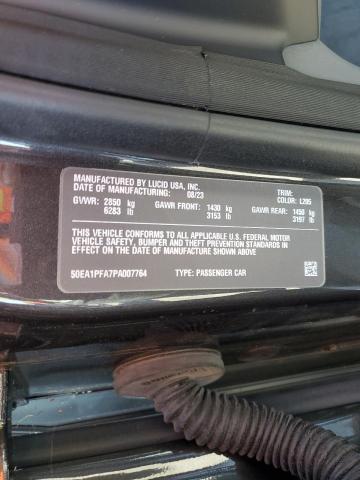 MANUFACTURED BY LUCID USA, INC.
DATE OF MANUFACTURING: 08/23 TRIM:
COLOR: L205
GVWR: 2850 kg GAWR FRONT: 1430 kg GAWR REAR: 1450 kg
6283 lb 3153 lb 3197 lb
THIS VEHICLE CONFORMS TO ALL APPLICABLE U.S. FEDERAL MOTOR
VEHICLE SAFETY, BUMPER AND THEFT PREVENTION STANDARDS IN
EFFECT ON THE DATE OF MANUFACTURE SHOWN ABOVE
50EA1PFA7PA007764 TYPE: PASSENGER CAR